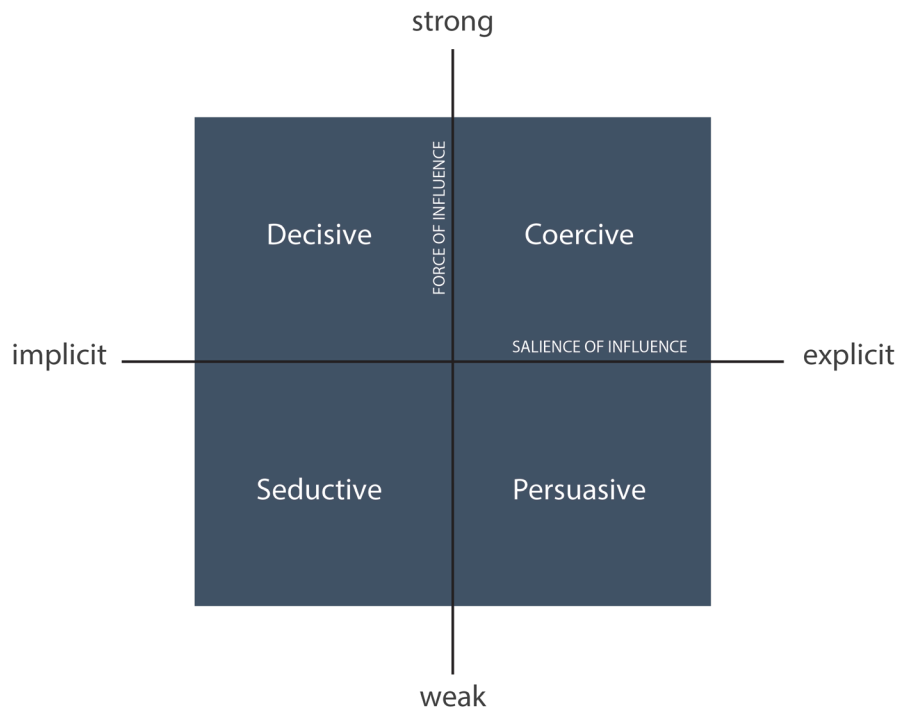 strong
FORCE OF INFLUENCE
Decisive
Coercive
SALIENCE OF INFLUENCE
implicit
explicit
Seductive
Persuasive
weak